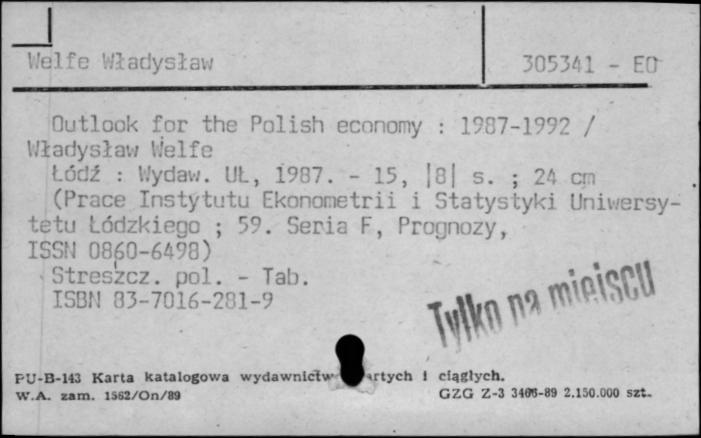 Welfe Władysław 305341 - EO
Outlook for the Polish economy : 1987-1992 /
Władysław Welfe
Łódź : Wydaw. UŁ, 1987. - 15, |8| s. ; 24 cm
(Prace Instytutu Ekonometrii i Statystyki Uniwersy-
tetu Łódzkiego ; 59. Seria F, Prognozy,
ISSN 0860-6498)
Streszcz. pol. - Tab.
ISBN 83-7016-281-9
Tylko na miejscu
PU-B-143 Karta katalogowa i ciągłych.
W.A. zam. 1562/On/89 GZG Z-3 2.150.000 szt.